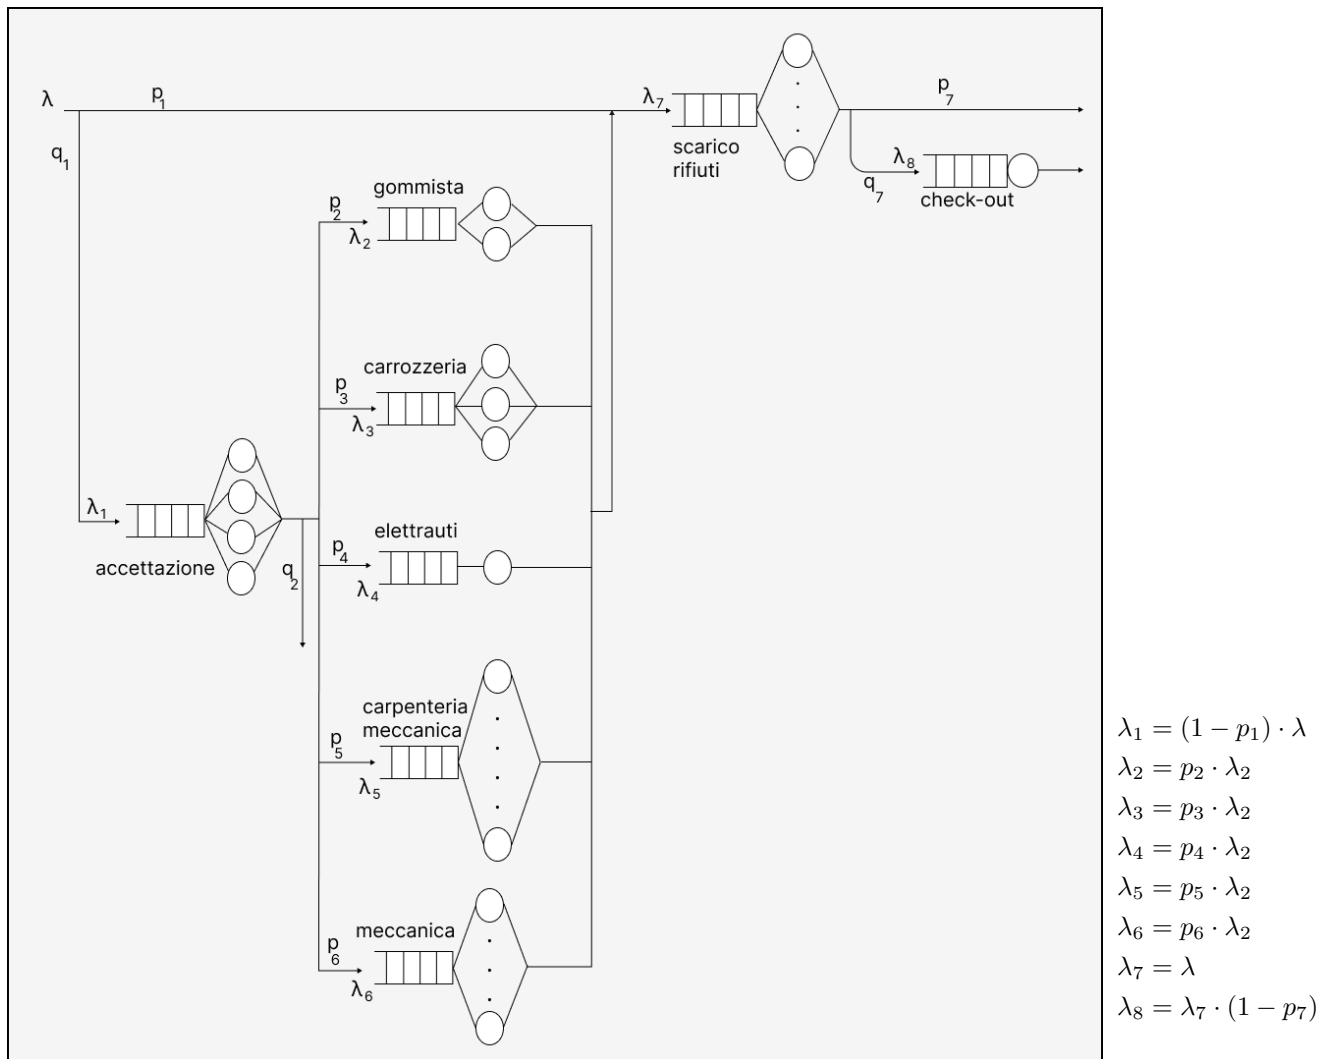 λ
p1
λ7
p7
q1
scarico
rifiuti
λ8
q7
check-out
gommista
p2
λ2
carrozzeria
p3
λ3
λ1
accettazione
q2
elettrauti
p4
λ4
carpenteria
meccanica
p5
λ5
meccanica
p6
λ6
λ1 = (1 − p1) · λ
λ2 = p2 · λ2
λ3 = p3 · λ2
λ4 = p4 · λ2
λ5 = p5 · λ2
λ6 = p6 · λ2
λ7 = λ
λ8 = λ7 · (1 − p7)